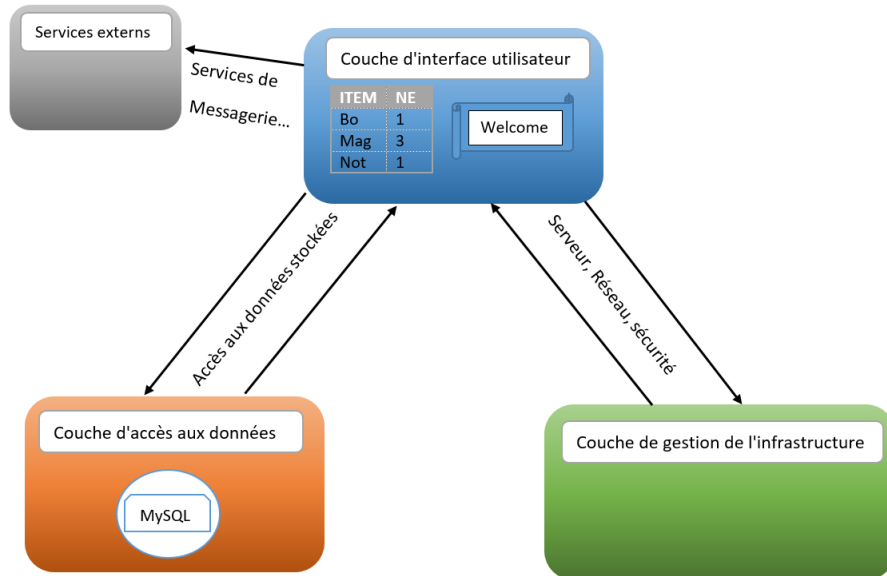 Services externs
Couche d'interface utilisateur
Services de
Messagerie...
ITEM NE
Bo 1
Mag 3
Not 1
Welcome
Accès aux données stockées
Serveur, Réseau, sécurité
Couche d'accès aux données
MySQL
Couche de gestion de l'infrastructure